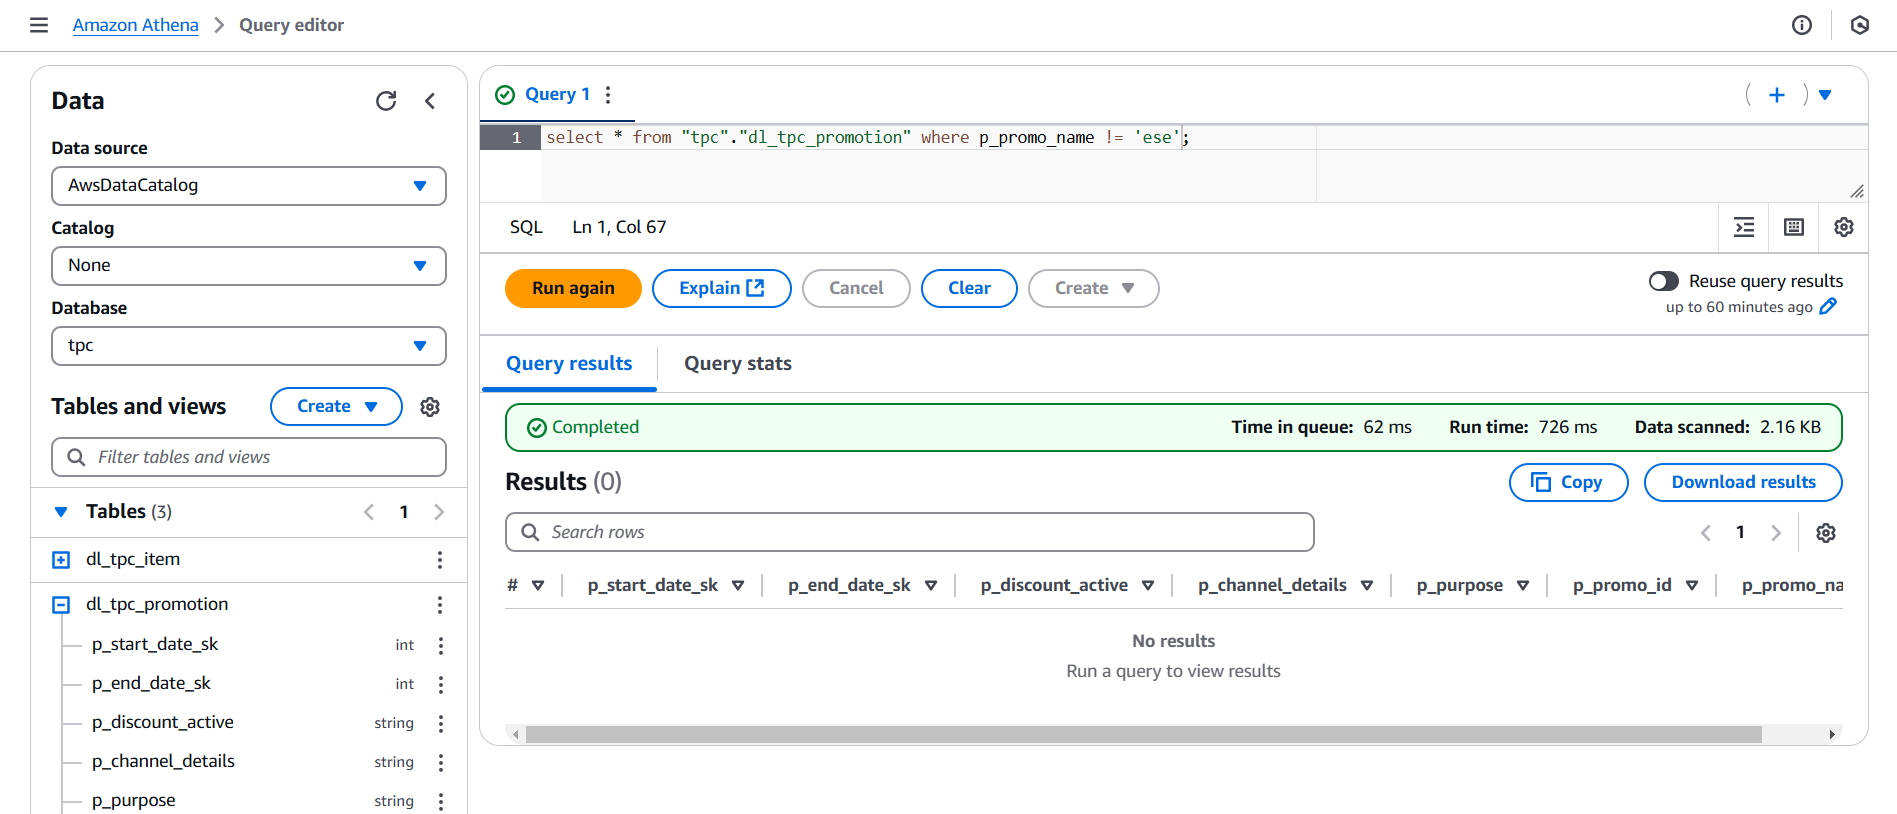 Amazon Athena > Query editor
Data
Data source
AwsDataCatalog
Catalog
None
Database
tpc
Tables and views
Create
Filter tables and views
Tables (3)
1
dl_tpc_item
dl_tpc_promotion
p_start_date_sk int
p_end_date_sk int
p_discount_active string
p_channel_details string
p_purpose string
Query 1
1 select * from "tpc"."dl_tpc_promotion" where p_promo_name != 'ese';
SQL Ln 1, Col 67
Run again Explain Cancel Clear Create
Reuse query results
up to 60 minutes ago
Query results Query stats
Completed Time in queue: 62 ms Run time: 726 ms Data scanned: 2.16 KB
Results (0) Copy Download results
Search rows
1
# p_start_date_sk p_end_date_sk p_discount_active p_channel_details p_purpose p_promo_id p_promo_na
No results
Run a query to view results